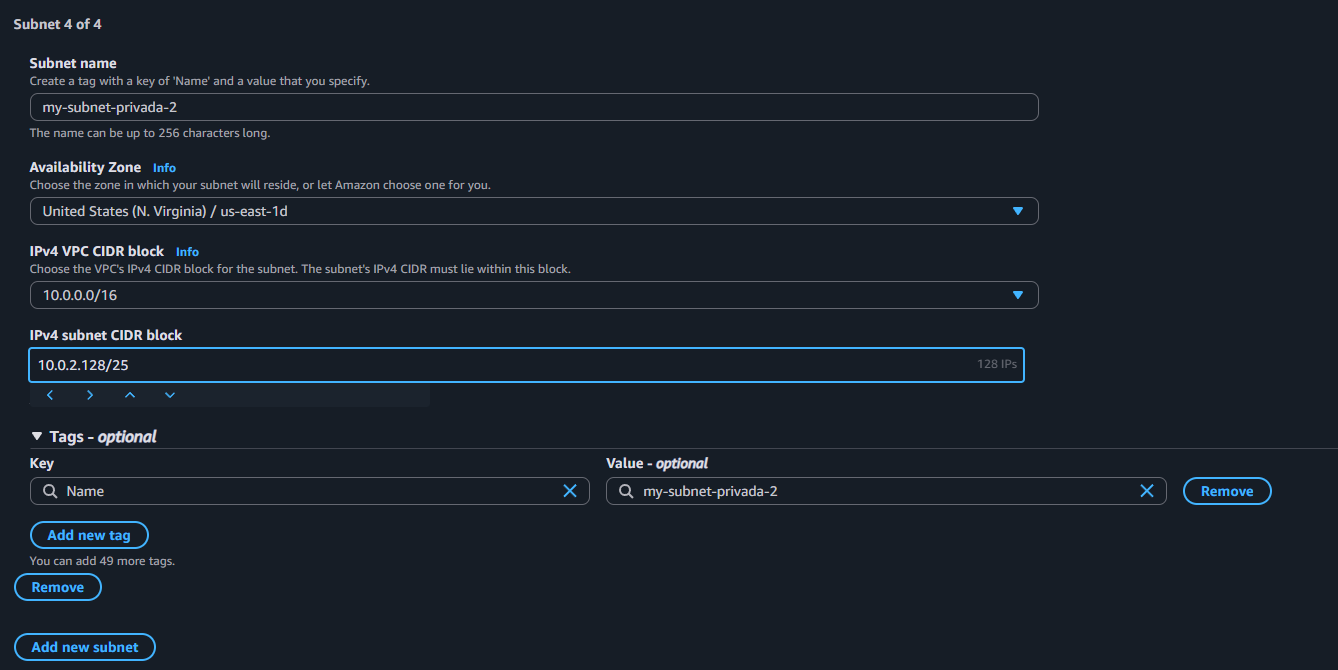 Subnet 4 of 4
Subnet name
Create a tag with a key of 'Name' and a value that you specify.
my-subnet-privada-2
The name can be up to 256 characters long.
Availability Zone Info
Choose the zone in which your subnet will reside, or let Amazon choose one for you.
United States (N. Virginia) / us-east-1d
IPv4 VPC CIDR block Info
Choose the VPC's IPv4 CIDR block for the subnet. The subnet's IPv4 CIDR must lie within this block.
10.0.0.0/16
IPv4 subnet CIDR block
10.0.2.128/25 128 IPs
Tags - optional
Key Value - optional
Name my-subnet-privada-2 Remove
Add new tag
You can add 49 more tags.
Remove
Add new subnet